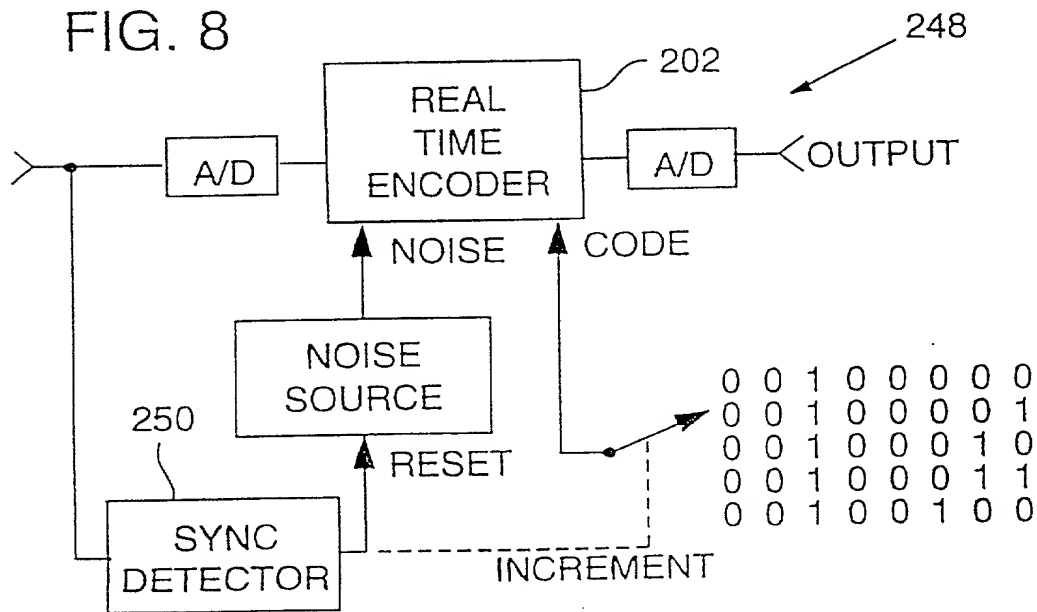 FIG. 8
248
202
REAL
TIME
ENCODER
A/D
A/D
OUTPUT
NOISE
CODE
NOISE
SOURCE
250
RESET
SYNC
DETECTOR
INCREMENT
0 0 1 0 0 0 0 0
0 0 1 0 0 0 0 1
0 0 1 0 0 0 1 0
0 0 1 0 0 0 1 1
0 0 1 0 0 1 0 0